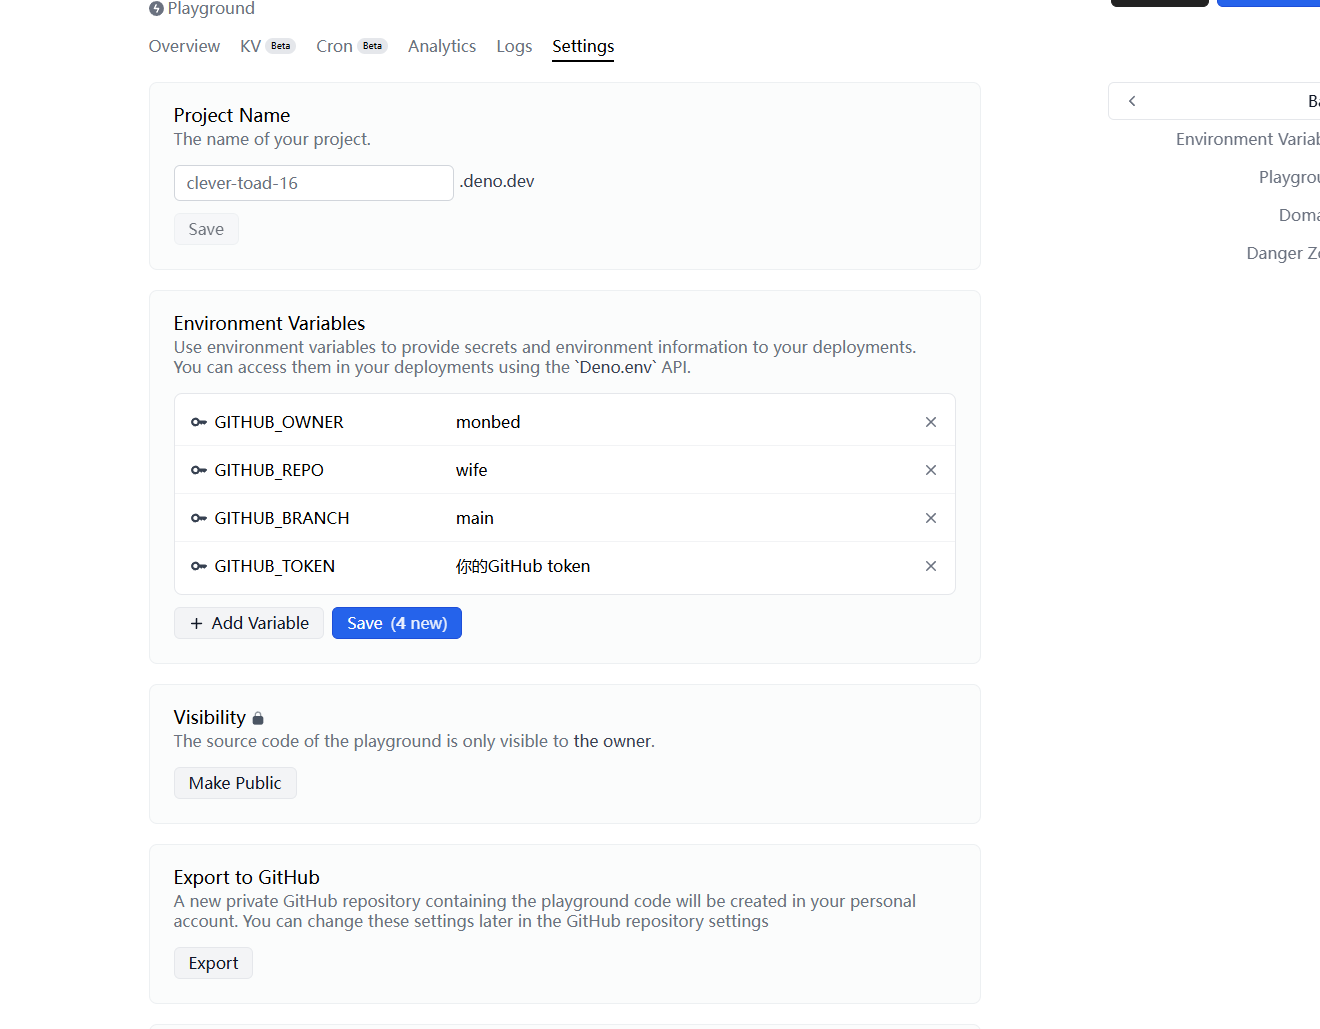 Playground
Overview KV Beta Cron Beta Analytics Logs Settings
Project Name
The name of your project.
clever-toad-16 .deno.dev
Save
Environment Variables
Use environment variables to provide secrets and environment information to your deployments.
You can access them in your deployments using the `Deno.env` API.
GITHUB_OWNER monbed
GITHUB_REPO wife
GITHUB_BRANCH main
GITHUB_TOKEN 你的GitHub token
+ Add Variable Save (4 new)
Visibility
The source code of the playground is only visible to the owner.
Make Public
Export to GitHub
A new private GitHub repository containing the playground code will be created in your personal
account. You can change these settings later in the GitHub repository settings
Export
Environment
Danger